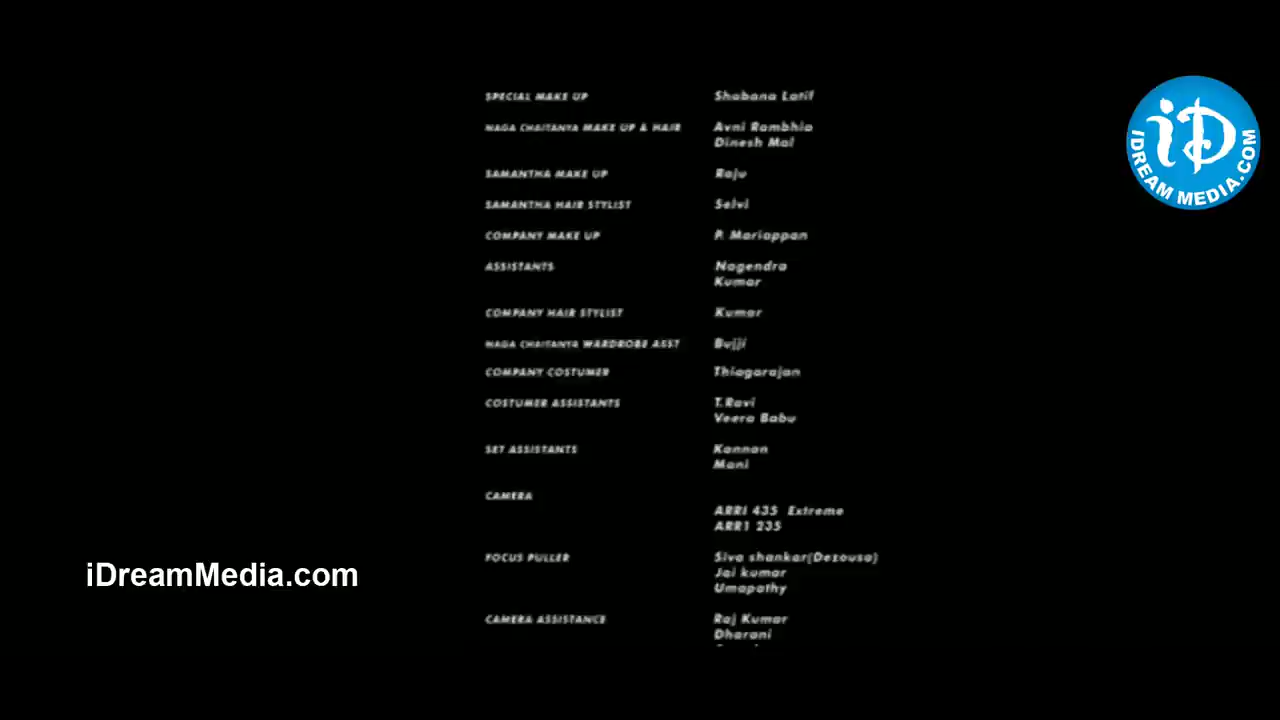 SPECIAL MAKE UP Shabana Latif
NAGA CHAITANYA MAKE UP & HAIR Avni Rambhia
Dinesh Mal
SAMANTHA MAKE UP Raju
SAMANTHA HAIR STYLIST Selvi
COMPANY MAKE UP P. Mariappan
ASSISTANTS Nagendra
Kumar
COMPANY HAIR STYLIST Kumar
NAGA CHAITANYA WARDROBE ASST Bujji
COMPANY COSTUMER Thiagarajan
COSTUMER ASSISTANTS T.Ravi
Veera Babu
SET ASSISTANTS Kannan
Mani
CAMERA
ARRI 435 Extreme
ARR1 235
FOCUS PULLER Siva shankar(Dezousa)
Jai kumar
Umapathy
CAMERA ASSISTANCE Raj Kumar
Dharani
iD
IDREAM MEDIA.COM
iDreamMedia.com